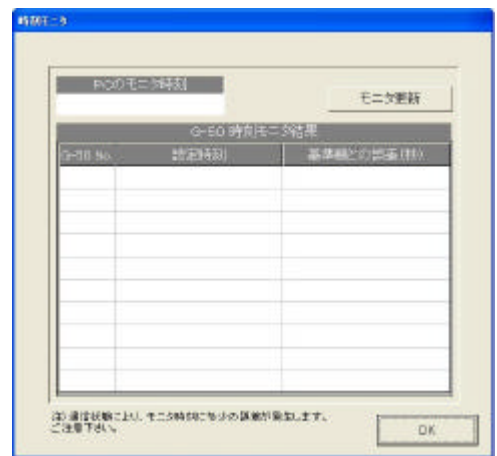 時刻モニタ
PCのモニタ時刻
モニタ更新
G-50 時刻モニタ結果
G-50 No.
設定時刻
基準機との誤差(秒)
注) 通信状態により、モニタ時刻に多少の誤差が発生します。
ご注意下さい。
OK